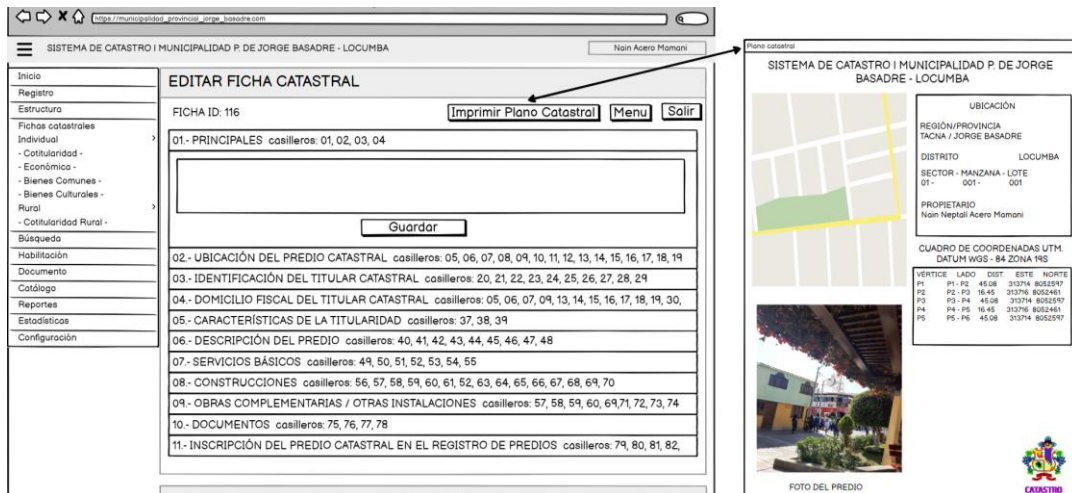 https://municipalidad_provincial_jorge_basadre.com
SISTEMA DE CATASTRO I MUNICIPALIDAD P. DE JORGE BASADRE - LOCUMBA
Nain Acero Mamani
Inicio
Registro
Estructura
Fichas catastrales
Individual
- Cotitularidad -
- Económica -
- Bienes Comunes -
- Bienes Culturales -
Rural
- Cotitularidad Rural -
Búsqueda
Habilitación
Documento
Catálogo
Reportes
Estadísticas
Configuración
EDITAR FICHA CATASTRAL
FICHA ID: 116
Imprimir Plano Catastral
Menu
Salir
01.- PRINCIPALES casilleros: 01, 02, 03, 04
Guardar
02.- UBICACIÓN DEL PREDIO CATASTRAL casilleros: 05, 06, 07, 08, 09, 10, 11, 12, 13, 14, 15, 16, 17, 18, 19
03.- IDENTIFICACIÓN DEL TITULAR CATASTRAL casilleros: 20, 21, 22, 23, 24, 25, 26, 27, 28, 29
04.- DOMICILIO FISCAL DEL TITULAR CATASTRAL casilleros: 05, 06, 07, 09, 13, 14, 15, 16, 17, 18, 19, 30,
05.- CARACTERÍSTICAS DE LA TITULARIDAD casilleros: 37, 38, 39
06.- DESCRIPCIÓN DEL PREDIO casilleros: 40, 41, 42, 43, 44, 45, 46, 47, 48
07.- SERVICIOS BÁSICOS casilleros: 49, 50, 51, 52, 53, 54, 55
08.- CONSTRUCCIONES casilleros: 56, 57, 58, 59, 60, 61, 52, 63, 64, 65, 66, 67, 68, 69, 70
09.- OBRAS COMPLEMENTARIAS / OTRAS INSTALACIONES casilleros: 57, 58, 59, 60, 69,71, 72, 73, 74
10.- DOCUMENTOS casilleros: 75, 76, 77, 78
11.- INSCRIPCIÓN DEL PREDIO CATASTRAL EN EL REGISTRO DE PREDIOS casilleros: 79, 80, 81, 82,
Plano catastral
SISTEMA DE CATASTRO I MUNICIPALIDAD P. DE JORGE
BASADRE - LOCUMBA
UBICACIÓN
REGIÓN/PROVINCIA
TACNA / JORGE BASADRE
DISTRITO LOCUMBA
SECTOR - MANZANA - LOTE
01 - 001 - 001
PROPIETARIO
Nain Neptalí Acero Mamani
CUADRO DE COORDENADAS UTM.
DATUM WGS - 84 ZONA 19S
VÉRTICE LADO DIST. ESTE NORTE
P1 P1 - P2 45.08 313714 8052597
P2 P2 - P3 16.45 313716 8052461
P3 P3 - P4 45.08 313714 8052597
P4 P4 - P5 16.45 313716 8052461
P5 P5 - P6 45.08 313714 8052597
FOTO DEL PREDIO
CATASTRO